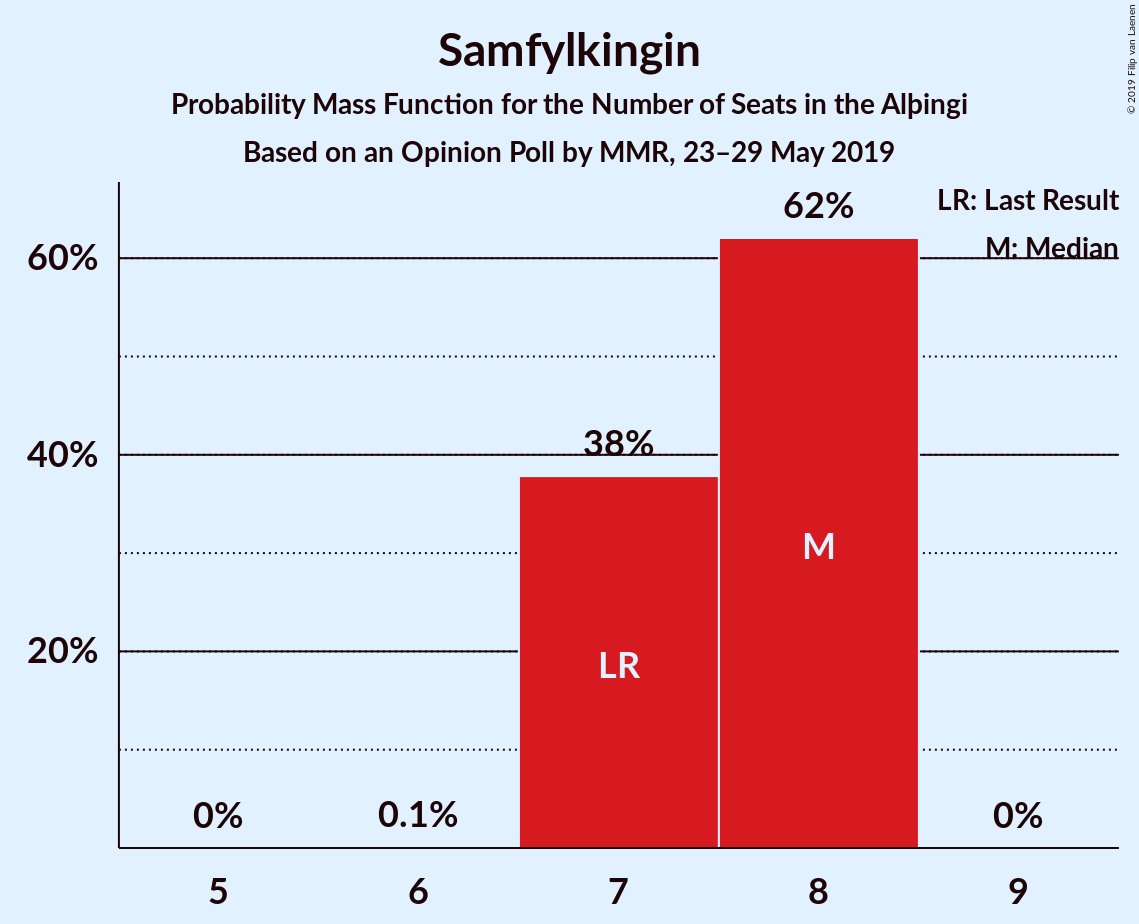 Samfylkingin
Probability Mass Function for the Number of Seats in the Alþingi
Based on an Opinion Poll by MMR, 23–29 May 2019
© 2019 Filip van Laenen
LR: Last Result
M: Median
62%
60%
38%
40%
M
LR
20%
0%
0.1%
0%
5
6
7
8
9